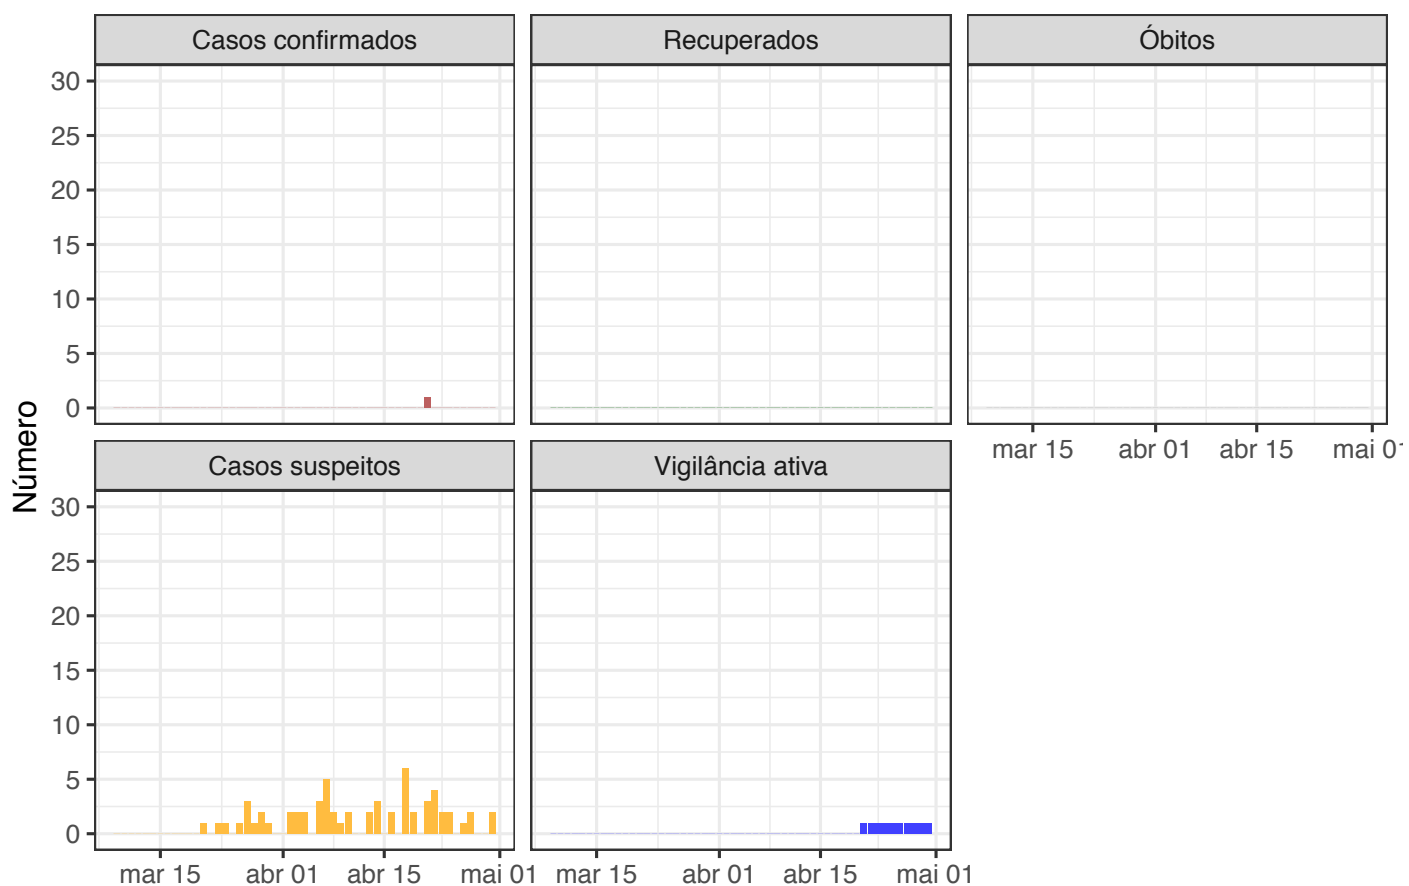 Casos confirmados
Recuperados
Óbitos
30
25
20
15
10
5
0
mar 15
abr 01
abr 15
mai 01
Número
Casos suspeitos
Vigilância ativa
30
25
20
15
10
5
0
mar 15
abr 01
abr 15
mai 01
mar 15
abr 01
abr 15
mai 01